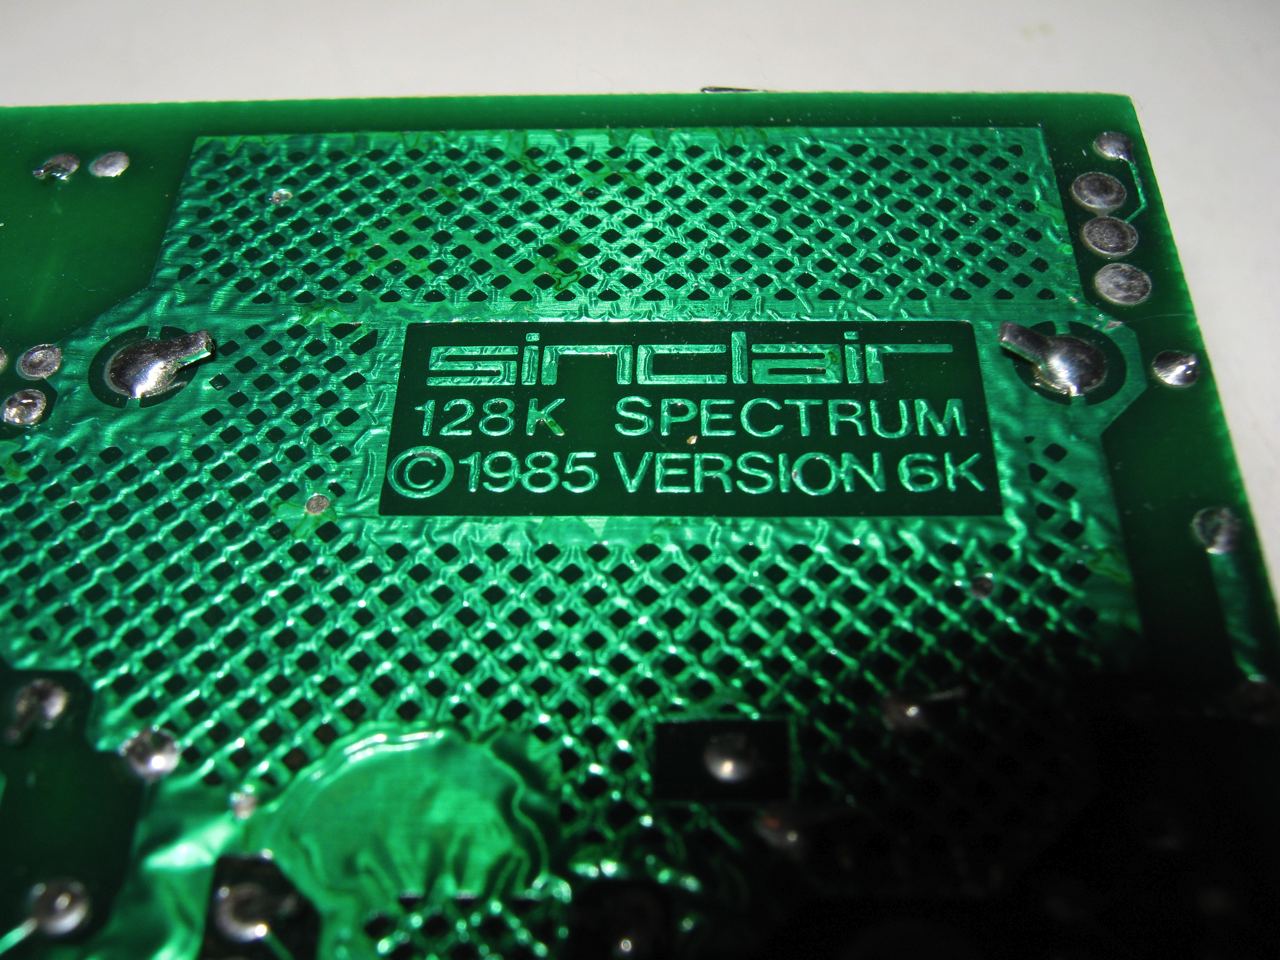 sinclair
128K SPECTRUM
©1985 VERSION 6K